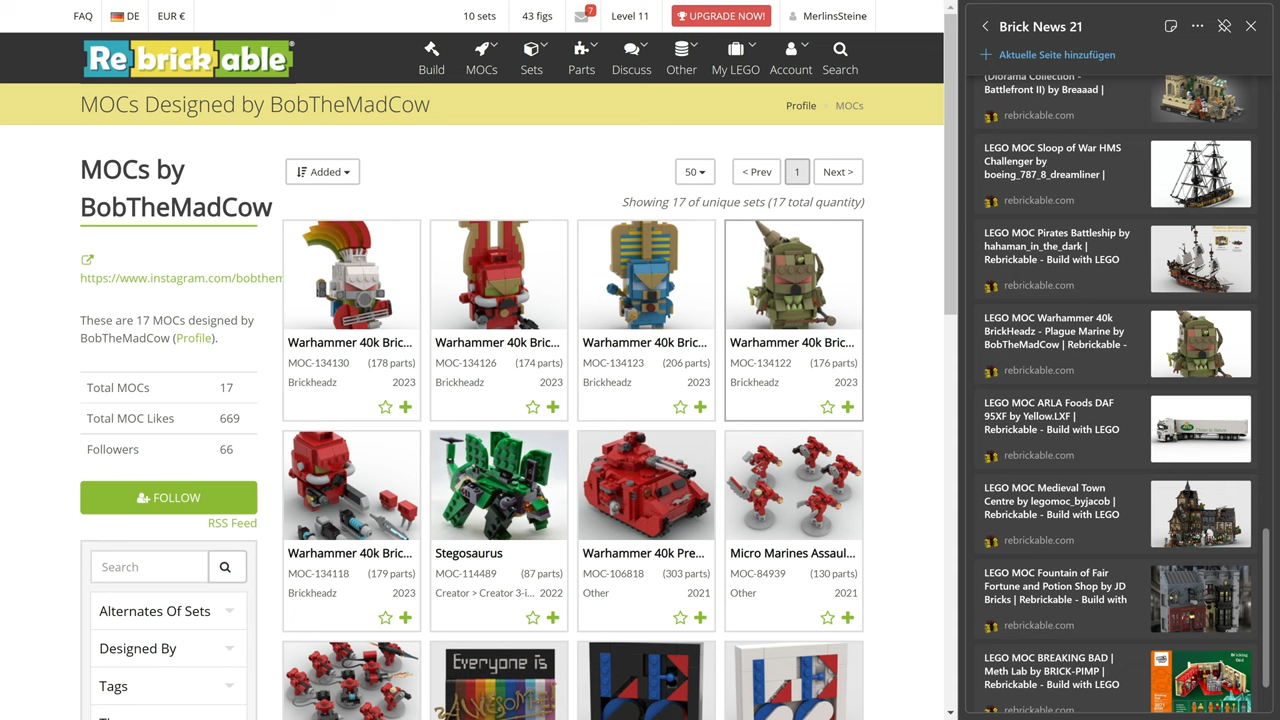 FAQ
DE
EUR €
10 sets
43 figs
7
Level 11
UPGRADE NOW!
MerlinsSteine
Rebrickable
Build
MOCs
Sets
Parts
Discuss
Other
My LEGO
Account
Search
MOCs Designed by BobTheMadCow
Profile
MOCs
MOCs by
BobTheMadCow
https://www.instagram.com/bobthem
These are 17 MOCs designed by
BobTheMadCow (Profile).
Total MOCs 17
Total MOC Likes 669
Followers 66
FOLLOW
RSS Feed
Search
Alternates Of Sets
Designed By
Tags
Added
50
< Prev
1
Next >
Showing 17 of unique sets (17 total quantity)
Warhammer 40k Bric...
MOC-134130 (178 parts)
Brickheadz 2023
Warhammer 40k Bric...
MOC-134126 (174 parts)
Brickheadz 2023
Warhammer 40k Bric...
MOC-134123 (206 parts)
Brickheadz 2023
Warhammer 40k Bric...
MOC-134122 (176 parts)
Brickheadz 2023
Warhammer 40k Bric...
MOC-134118 (179 parts)
Brickheadz 2023
Stegosaurus
MOC-114489 (87 parts)
Creator > Creator 3-i... 2022
Warhammer 40k Pre...
MOC-106818 (303 parts)
Other 2021
Micro Marines Assaul...
MOC-84939 (130 parts)
Other 2021
Everyone is
Brick News 21
Aktuelle Seite hinzufügen
(Diorama Collection -
Battlefront II) by Breaaad |
rebrickable.com
LEGO MOC Sloop of War HMS
Challenger by
boeing_787_8_dreamliner |
rebrickable.com
LEGO MOC Pirates Battleship by
hahaman_in_the_dark |
Rebrickable - Build with LEGO
rebrickable.com
LEGO MOC Warhammer 40k
BrickHeadz - Plague Marine by
BobTheMadCow | Rebrickable -
rebrickable.com
LEGO MOC ARLA Foods DAF
95XF by Yellow.LXF |
Rebrickable - Build with LEGO
rebrickable.com
LEGO MOC Medieval Town
Centre by legomoc_byjacob |
Rebrickable - Build with LEGO
rebrickable.com
LEGO MOC Fountain of Fair
Fortune and Potion Shop by JD
Bricks | Rebrickable - Build with
rebrickable.com
LEGO MOC BREAKING BAD |
Meth Lab by BRICK-PIMP |
Rebrickable - Build with LEGO
rebrickable.com